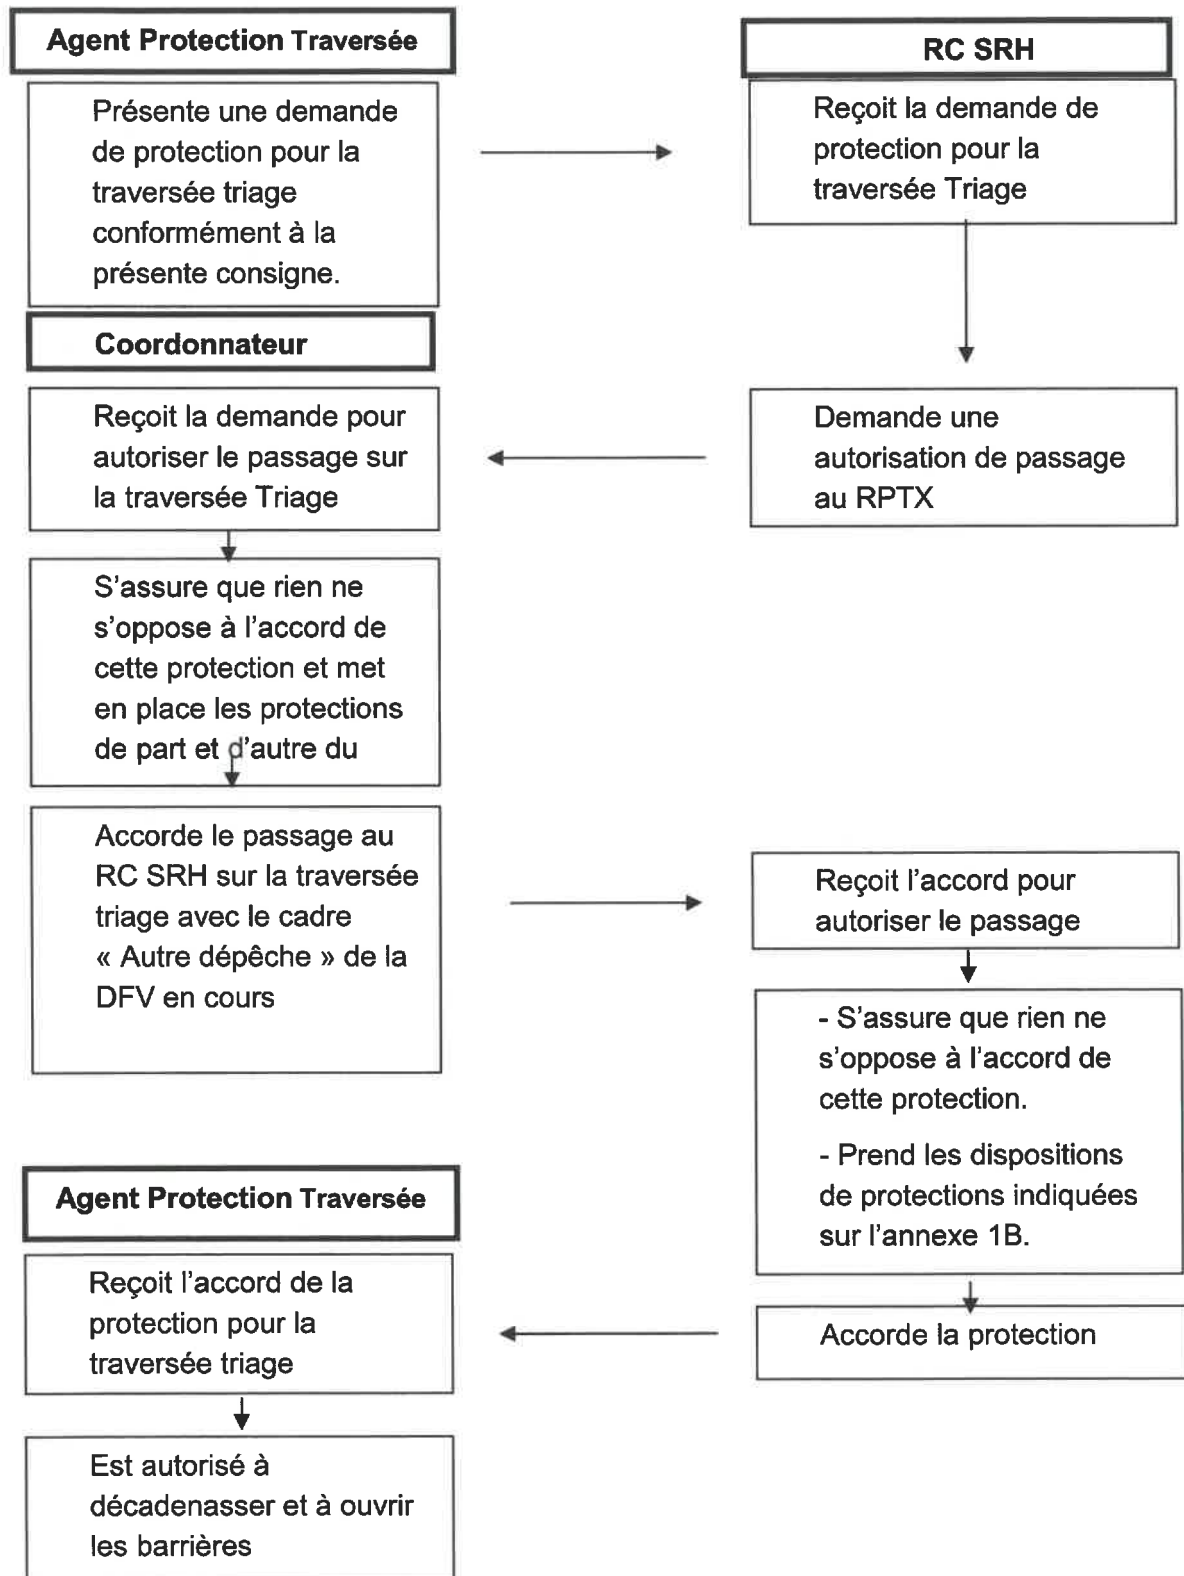 Agent Protection Traversée
Présente une demande
de protection pour la
traversée triage
conformément à la
présente consigne.
RC SRH
Reçoit la demande de
protection pour la
traversée Triage
Coordonnateur
Reçoit la demande pour
autoriser le passage sur
la traversée Triage
Demande une
autorisation de passage
au RPTX
S'assure que rien ne
s'oppose à l'accord de
cette protection et met
en place les protections
de part et d'autre du
Accorde le passage au
RC SRH sur la traversée
triage avec le cadre
« Autre dépêche » de la
DFV en cours
Reçoit l'accord pour
autoriser le passage
- S'assure que rien ne
s'oppose à l'accord de
cette protection.
- Prend les dispositions
de protections indiquées
sur l'annexe 1B.
Accorde la protection
Agent Protection Traversée
Reçoit l'accord de la
protection pour la
traversée triage
Est autorisé à
décadenasser et à ouvrir
les barrières